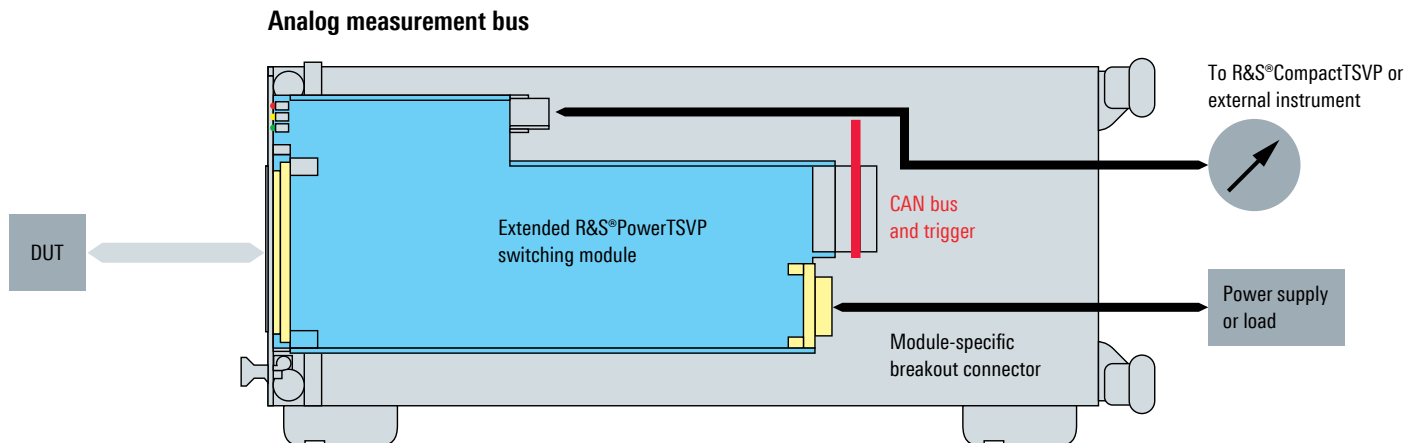 Analog measurement bus
To R&S®CompactTSVP or
external instrument
CAN bus
and trigger
Extended R&S®PowerTSVP
switching module
DUT
Power supply
or load
Module-specific
breakout connector